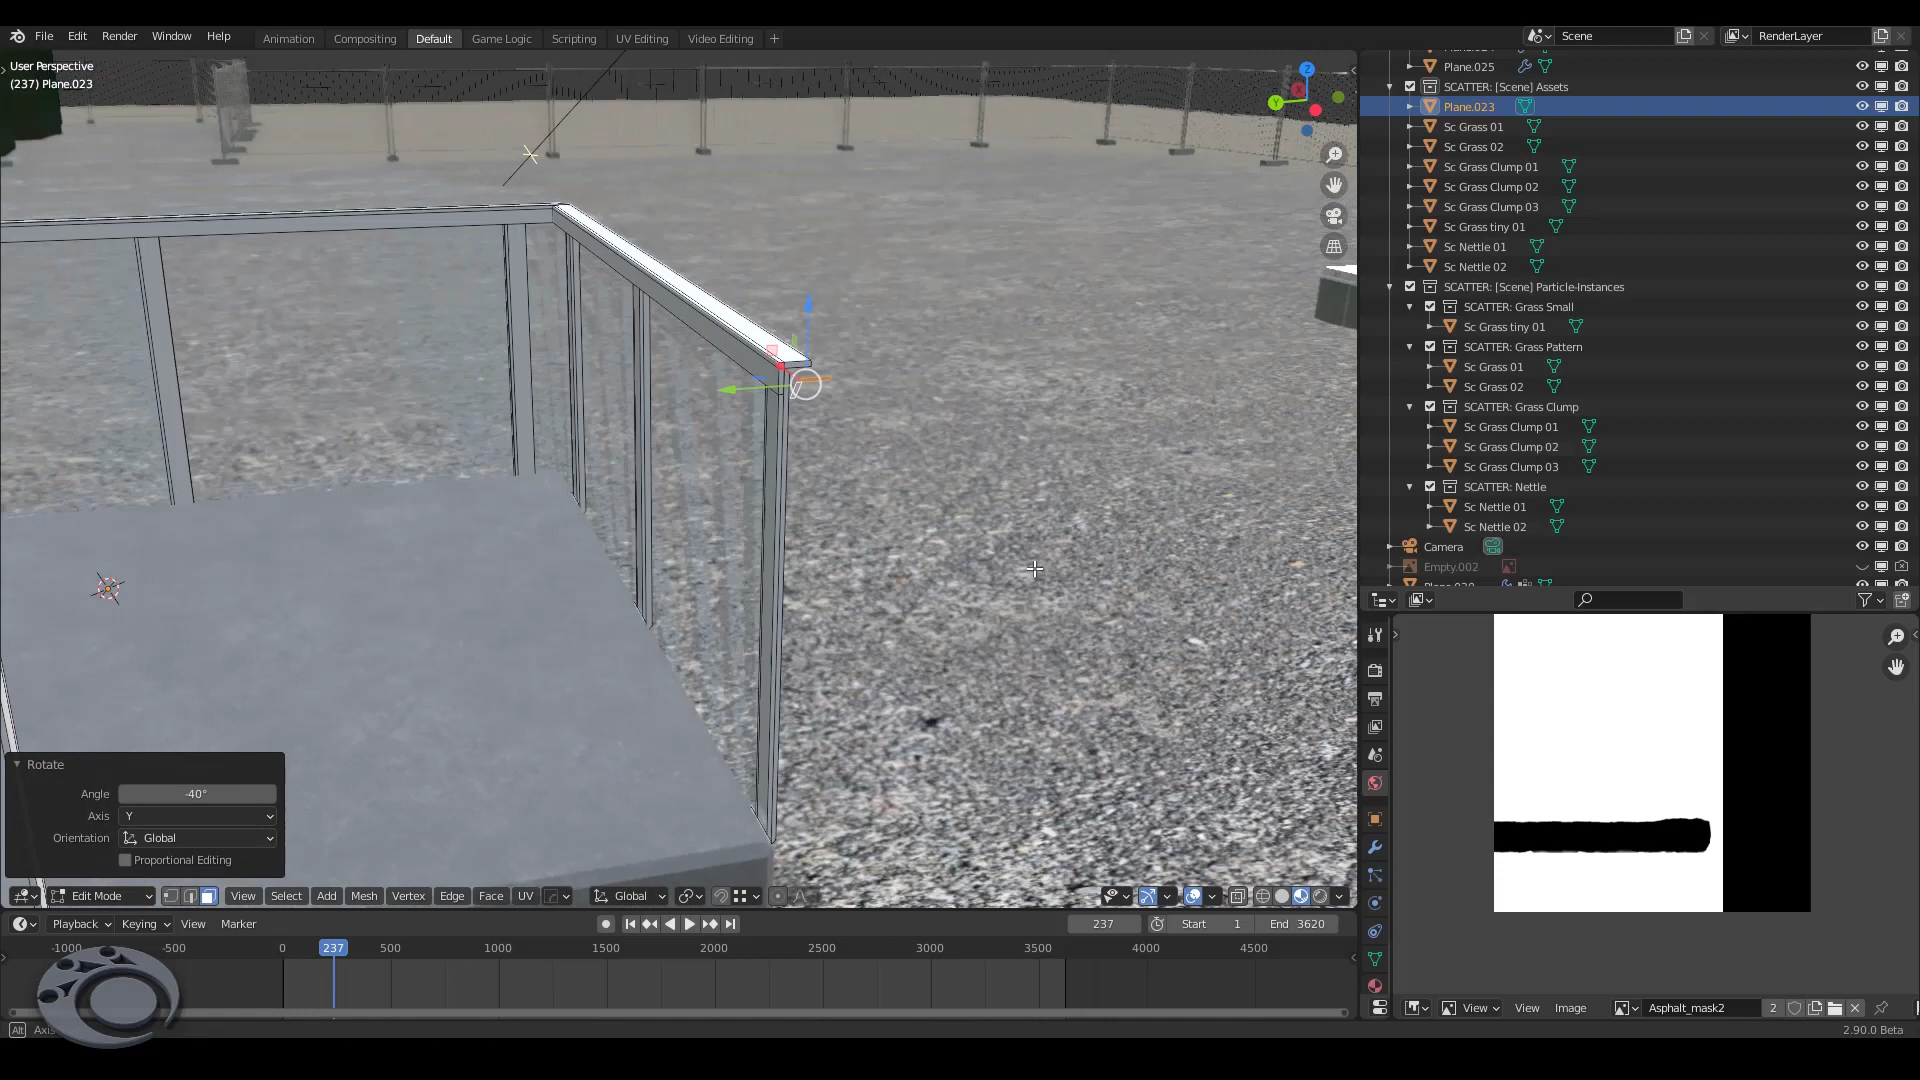 File Edit Render Window Help
Animation Compositing Default Game Logic Scripting UV Editing Video Editing
Scene
RenderLayer
User Perspective
(237) Plane.023
Z
Y
X
Plane.025
SCATTER: [Scene] Assets
Plane.023
Sc Grass 01
Sc Grass 02
Sc Grass Clump 01
Sc Grass Clump 02
Sc Grass Clump 03
Sc Grass tiny 01
Sc Nettle 01
Sc Nettle 02
SCATTER: [Scene] Particle-Instances
SCATTER: Grass Small
Sc Grass tiny 01
SCATTER: Grass Pattern
Sc Grass 01
Sc Grass 02
SCATTER: Grass Clump
Sc Grass Clump 01
Sc Grass Clump 02
Sc Grass Clump 03
SCATTER: Nettle
Sc Nettle 01
Sc Nettle 02
Camera
Empty.002
Rotate
Angle -40°
Axis Y
Orientation Global
Proportional Editing
Edit Mode View Select Add Mesh Vertex Edge Face UV Global
Playback Keying View Marker 237 Start 1 End 3620
-1000 -500 0 237 500 1000 1500 2000 2500 3000 3500 4000 4500
View View Image Asphalt_mask2 2
Alt Axis
2.90.0 Beta